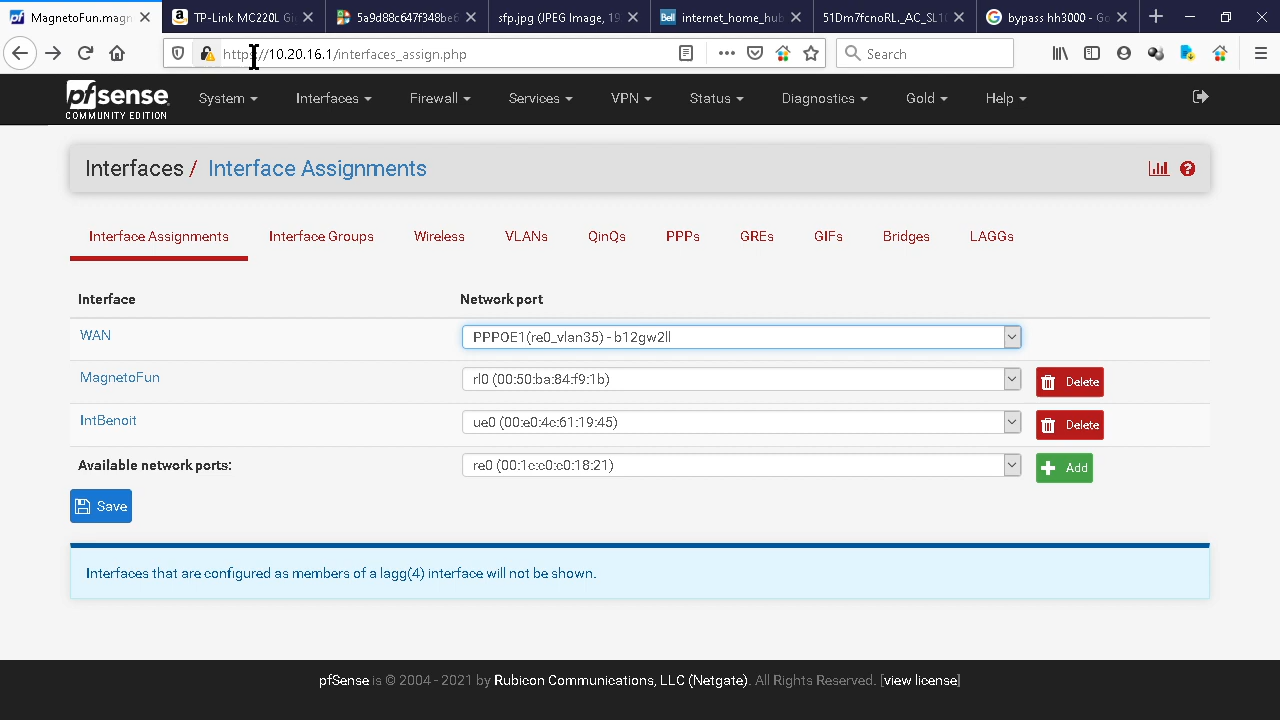 MagnetoFun.magn
TP-Link MC220L Gi
5a9d88c647f348be6
sfp.jpg (JPEG Image, 19
internet_home_hub
51Dm7fcnaRL._AC_SL10
bypass hh3000 - Go
https://10.20.16.1/interfaces_assign.php
Search
pfsense
COMMUNITY EDITION
System
Interfaces
Firewall
Services
VPN
Status
Diagnostics
Gold
Help
Interfaces / Interface Assignments
Interface Assignments
Interface Groups
Wireless
VLANs
QinQs
PPPs
GREs
GIFs
Bridges
LAGGs
Interface Network port
WAN PPPOE1(re0_vlan35) - b12gw2ll
MagnetoFun rl0 (00:50:ba:84:f9:1b) Delete
IntBenoit ue0 (00:e0:4c:61:19:45) Delete
Available network ports: re0 (00:1c:c0:c0:18:21) Add
Save
Interfaces that are configured as members of a lagg(4) interface will not be shown.
pfSense is © 2004 - 2021 by Rubicon Communications, LLC (Netgate). All Rights Reserved. [view license]